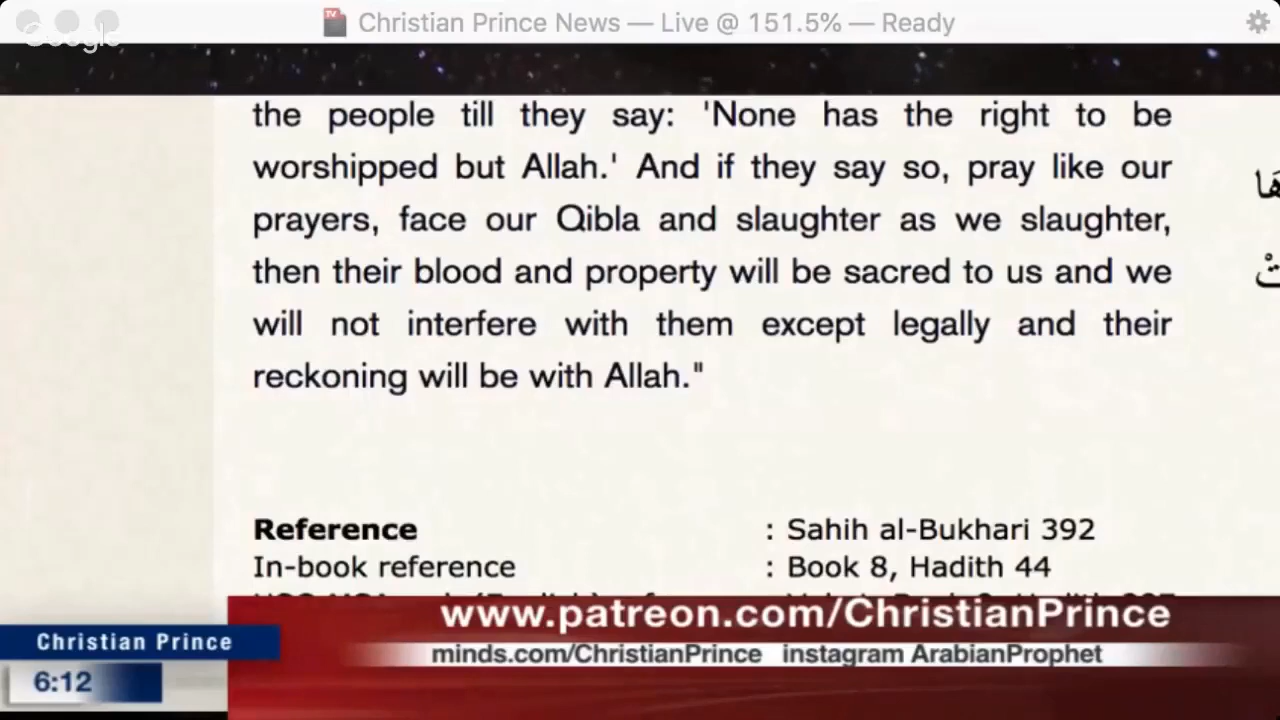 Christian Prince News — Live @ 151.5% — Ready
Google
the people till they say: 'None has the right to be
worshipped but Allah.' And if they say so, pray like our
prayers, face our Qibla and slaughter as we slaughter,
then their blood and property will be sacred to us and we
will not interfere with them except legally and their
reckoning will be with Allah."
Reference : Sahih al-Bukhari 392
In-book reference : Book 8, Hadith 44
www.patreon.com/ChristianPrince
Christian Prince
minds.com/ChristianPrince instagram ArabianProphet
6:12